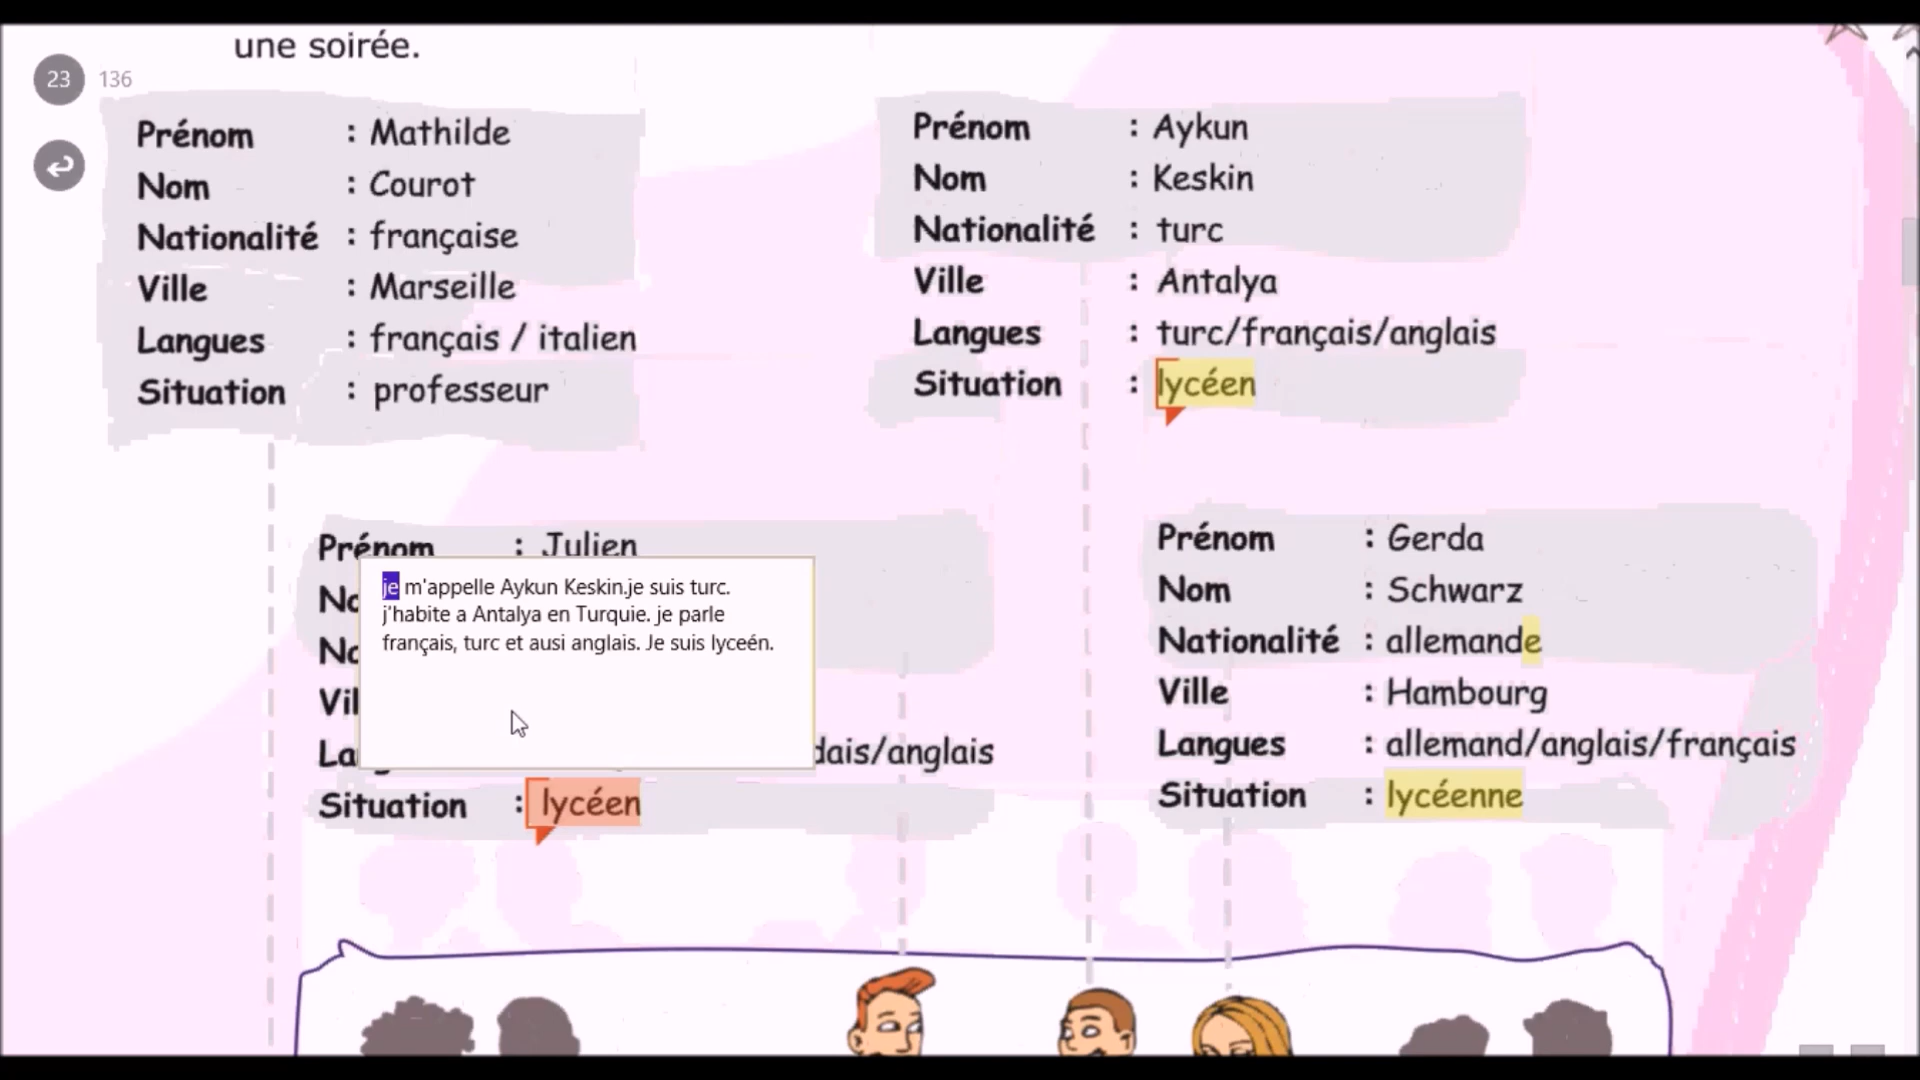 une soirée.
23 136
Prénom : Mathilde
Nom : Courot
Nationalité : française
Ville : Marseille
Langues : français / italien
Situation : professeur
Prénom : Aykun
Nom : Keskin
Nationalité : turc
Ville : Antalya
Langues : turc/français/anglais
Situation : lycéen
Prénom : Julien
je m'appelle Aykun Keskin.je suis turc.
j'habite a Antalya en Turquie. je parle
français, turc et ausi anglais. Je suis lyceén.
dais/anglais
Situation : lycéen
Prénom : Gerda
Nom : Schwarz
Nationalité : allemande
Ville : Hambourg
Langues : allemand/anglais/français
Situation : lycéenne